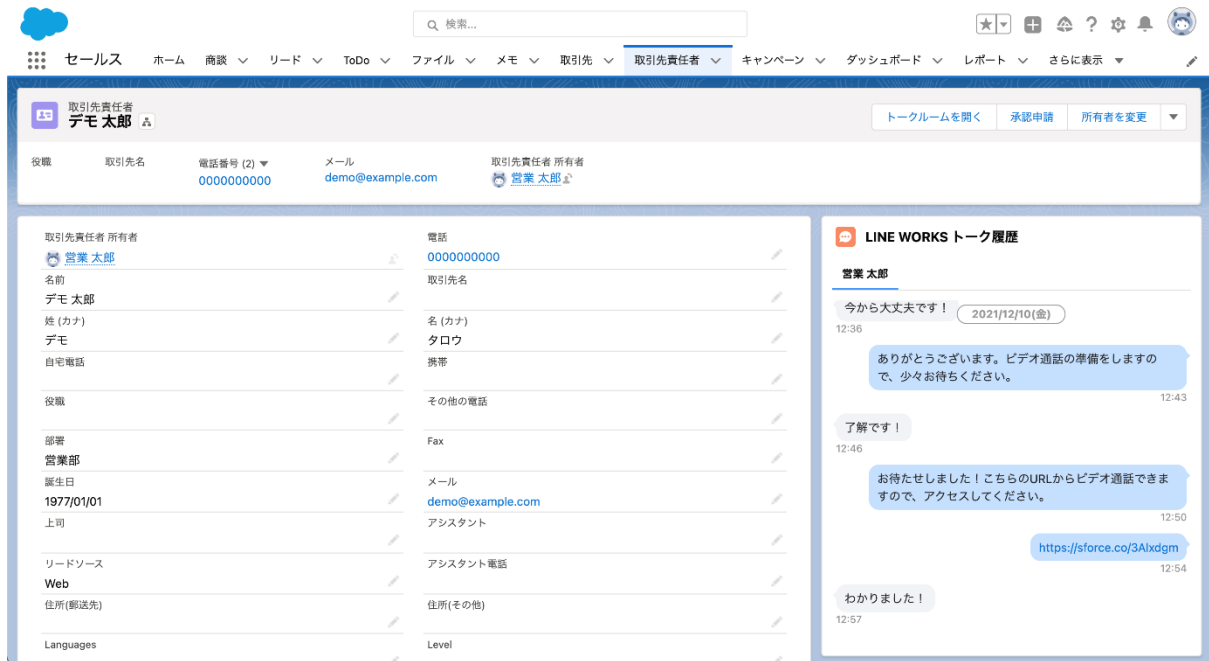 検索...
セールス ホーム 商談 リード ToDo ファイル メモ 取引先 取引先責任者 キャンペーン ダッシュボード レポート さらに表示
取引先責任者
デモ 太郎
トークルームを開く 承認申請 所有者を変更
役職 取引先名 電話番号 (2) メール 取引先責任者 所有者
0000000000 demo@example.com 営業 太郎
取引先責任者 所有者
営業 太郎
電話
0000000000
名前
デモ 太郎
取引先名
姓 (カナ)
デモ
名 (カナ)
タロウ
自宅電話
携帯
役職
その他の電話
部署
営業部
Fax
誕生日
1977/01/01
メール
demo@example.com
上司
アシスタント
リードソース
Web
アシスタント電話
住所(郵送先)
住所(その他)
Languages
Level
LINE WORKS トーク履歴
営業 太郎
今から大丈夫です！
2021/12/10(金)
12:36
ありがとうございます。ビデオ通話の準備をしますの
で、少々お待ちください。
12:43
了解です！
12:46
お待たせしました！こちらのURLからビデオ通話できま
すので、アクセスしてください。
12:50
https://sforce.co/3Alxdgm
12:54
わかりました！
12:57